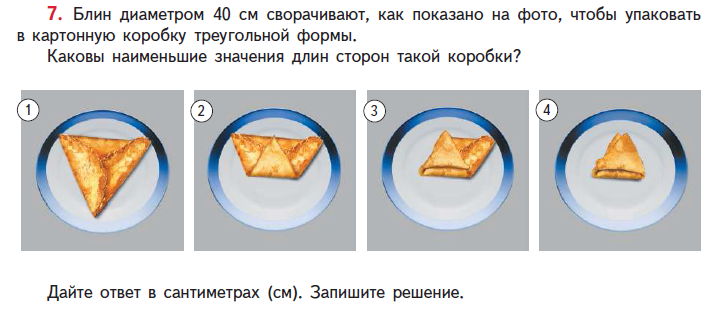 7. Блин диаметром 40 см сворачивают, как показано на фото, чтобы упаковать
в картонную коробку треугольной формы.
Каковы наименьшие значения длин сторон такой коробки?
1 2 3 4
Дайте ответ в сантиметрах (см). Запишите решение.